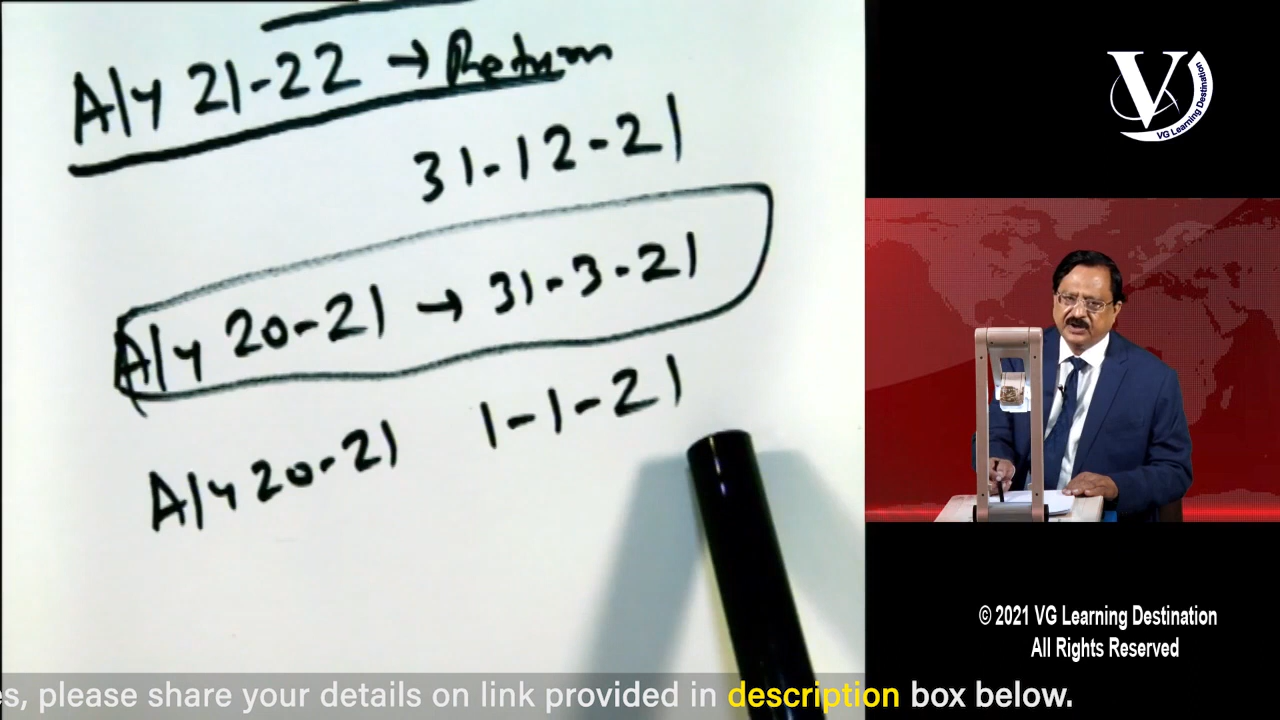 A/y 21-22 → Return
31-12-21
A/y 20-21 → 31-3-21
A/y 20-21 1-1-21
V
VG Learning Destination
© 2021 VG Learning Destination
All Rights Reserved
es, please share your details on link provided in description box below.